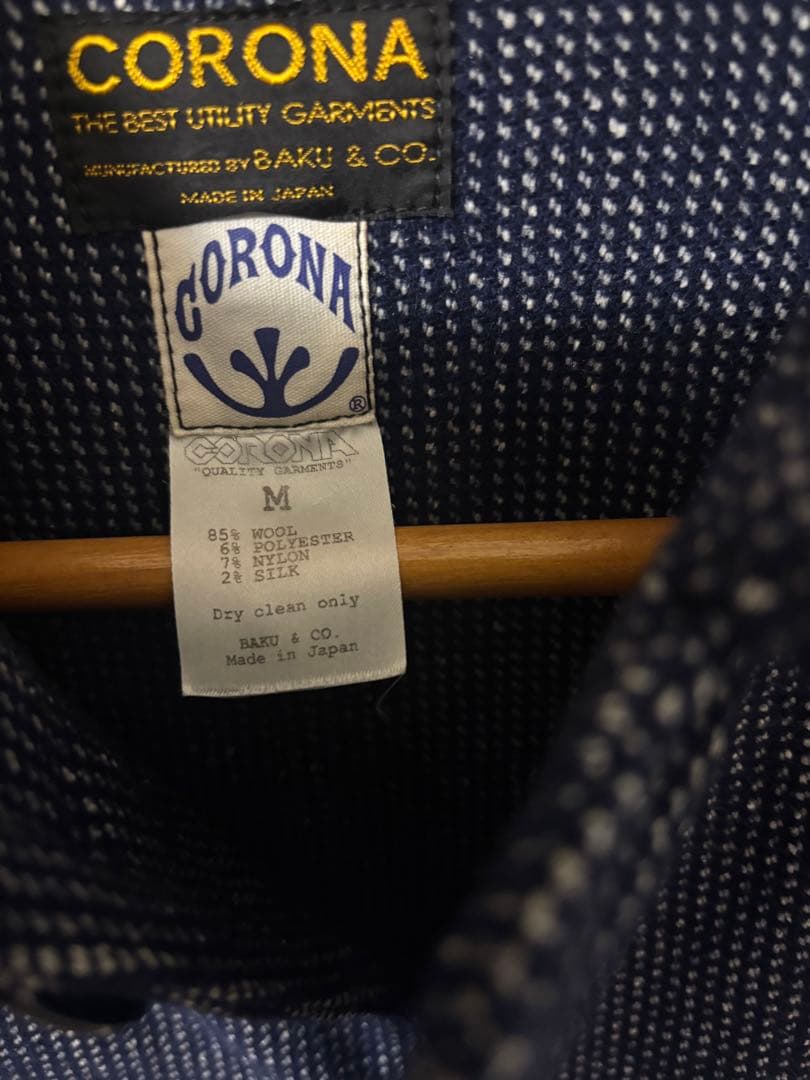 CORONA
THE BEST UTILITY GARMENTS
MUNUFACTURED BY BAKU & CO.
MADE IN JAPAN
CORONA
®
CORONA
"QUALITY GARMENTS"
M
85% WOOL
6% POLYESTER
7% NYLON
2% SILK
Dry clean only
BAKU & CO.
Made in Japan